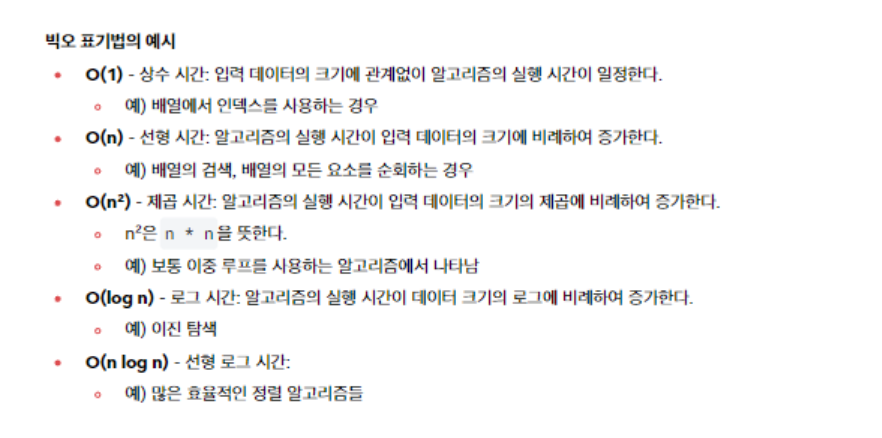 빅오 표기법의 예시
• O(1) - 상수 시간: 입력 데이터의 크기에 관계없이 알고리즘의 실행 시간이 일정한다.
◦ 예) 배열에서 인덱스를 사용하는 경우
• O(n) - 선형 시간: 알고리즘의 실행 시간이 입력 데이터의 크기에 비례하여 증가한다.
◦ 예) 배열의 검색, 배열의 모든 요소를 순회하는 경우
• O(n²) - 제곱 시간: 알고리즘의 실행 시간이 입력 데이터의 크기의 제곱에 비례하여 증가한다.
◦ n²은 n * n을 뜻한다.
◦ 예) 보통 이중 루프를 사용하는 알고리즘에서 나타남
• O(log n) - 로그 시간: 알고리즘의 실행 시간이 데이터 크기의 로그에 비례하여 증가한다.
◦ 예) 이진 탐색
• O(n log n) - 선형 로그 시간:
◦ 예) 많은 효율적인 정렬 알고리즘들